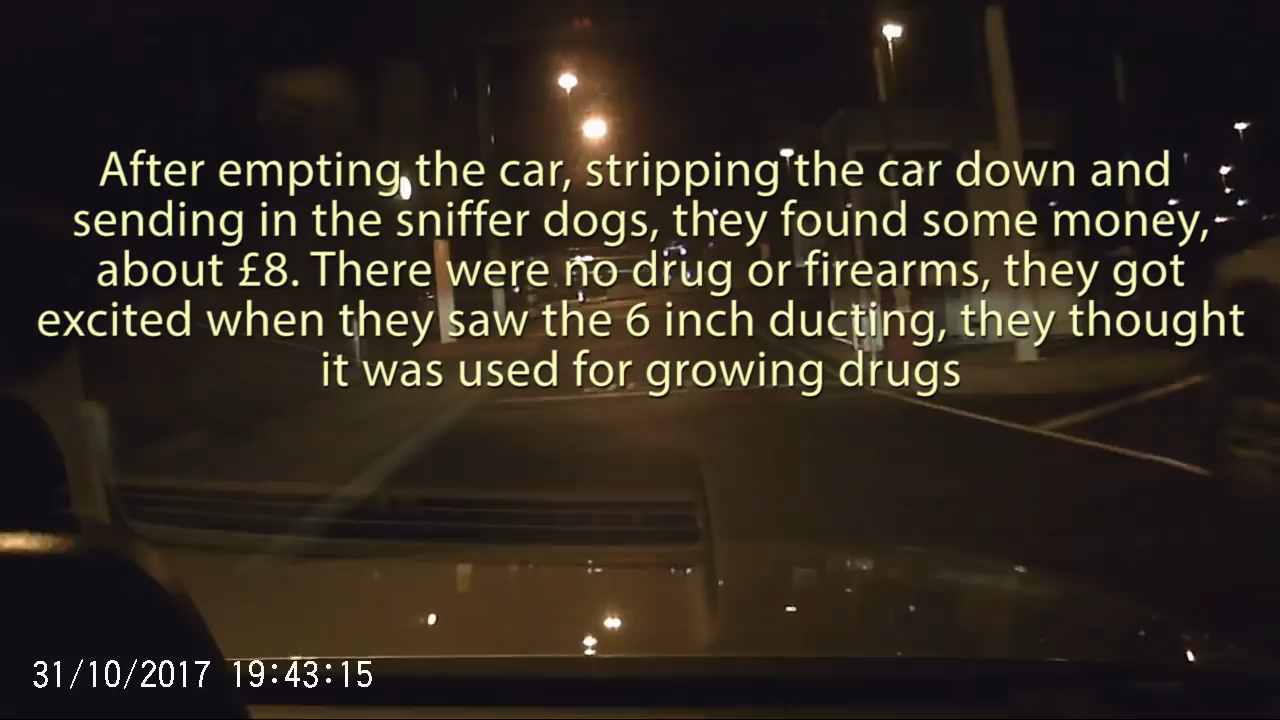 After empting the car, stripping the car down and
sending in the sniffer dogs, they found some money,
about £8. There were no drug or firearms, they got
excited when they saw the 6 inch ducting, they thought
it was used for growing drugs
31/10/2017 19:43:15